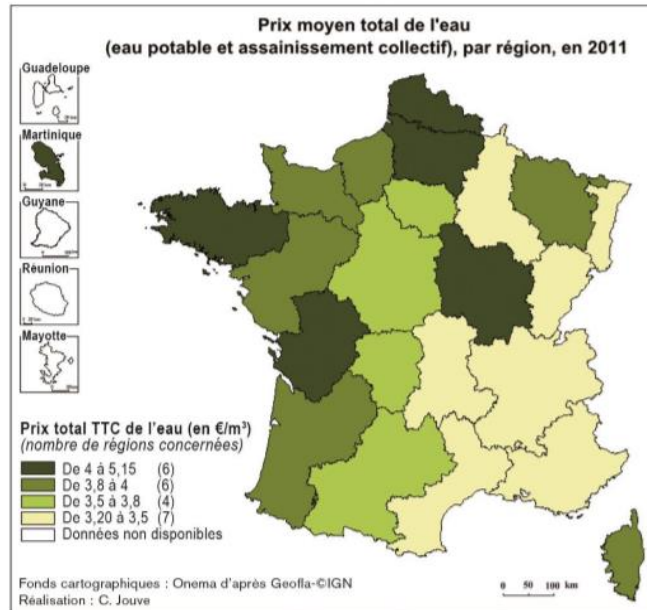 Prix moyen total de l'eau
(eau potable et assainissement collectif), par région, en 2011
Guadeloupe
Martinique
Guyane
Réunion
Mayotte
Prix total TTC de l'eau (en €/m³)
(nombre de régions concernées)
De 4 à 5,15 (6)
De 3,8 à 4 (6)
De 3,5 à 3,8 (4)
De 3,20 à 3,5 (7)
Données non disponibles
Fonds cartographiques : Onema d'après Geofla-©IGN
Réalisation : C. Jouve
0 50 100 km